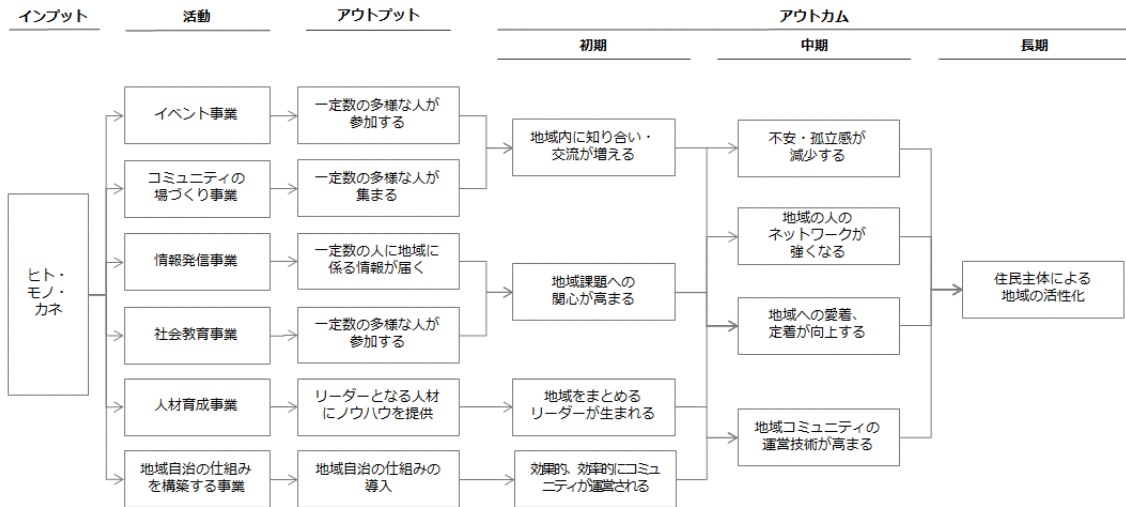 インプット
活動
アウトプット
アウトカム
初期
中期
長期
ヒト・
モノ・
カネ
イベント事業
コミュニティの
場づくり事業
情報発信事業
社会教育事業
人材育成事業
地域自治の仕組み
を構築する事業
一定数の多様な人が
参加する
一定数の多様な人が
集まる
一定数の人に地域に
係る情報が届く
一定数の多様な人が
参加する
リーダーとなる人材
にノウハウを提供
地域自治の仕組みの
導入
地域内に知り合い・
交流が増える
地域課題への
関心が高まる
地域をまとめる
リーダーが生まれる
効果的、効率的にコミュ
ニティが運営される
不安・孤立感が
減少する
地域の人の
ネットワークが
強くなる
地域への愛着、
定着が向上する
地域コミュニティの
運営技術が高まる
住民主体による
地域の活性化